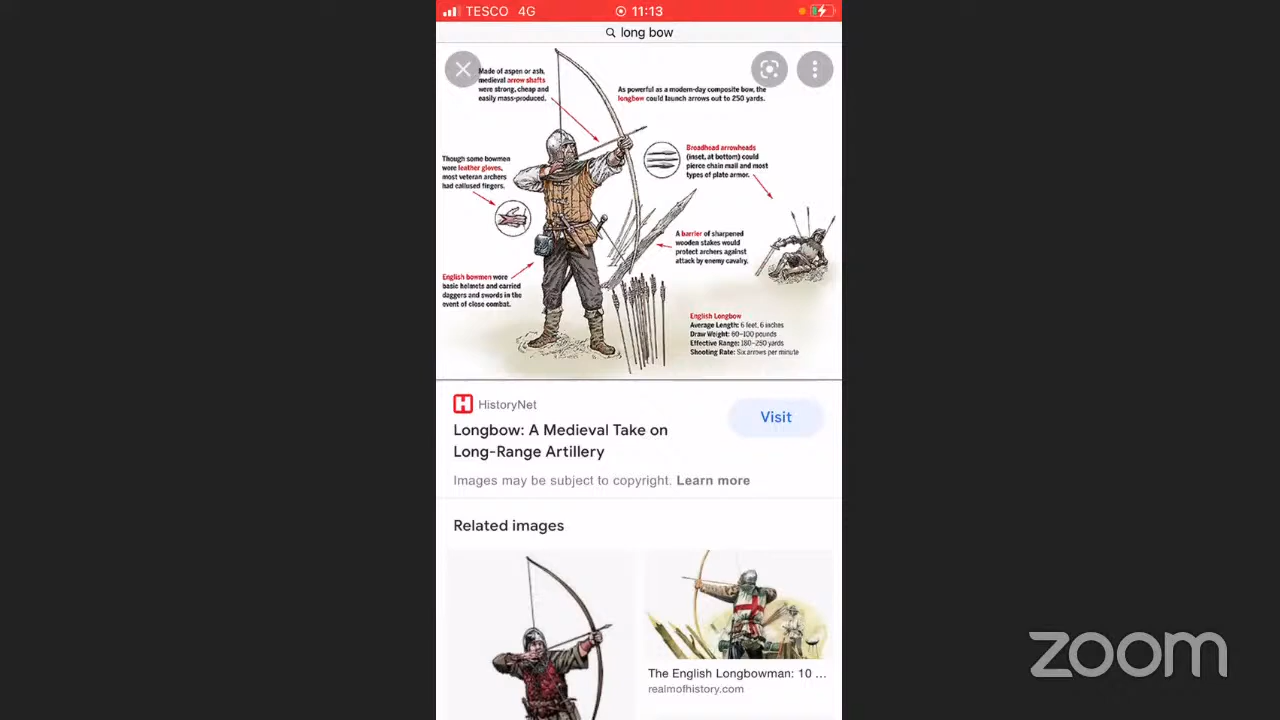 TESCO 4G 11:13
long bow
Made of aspen or ash,
medieval arrow shafts
were strong, cheap and
easily mass-produced.
As powerful as a modern-day composite bow, the
longbow could launch arrows out to 250 yards.
Though some bowmen
wore leather gloves,
most veteran archers
had callused fingers.
Broadhead arrowheads
(inset, at bottom) could
pierce chain mail and most
types of plate armor.
A barrier of sharpened
wooden stakes would
protect archers against
attack by enemy cavalry.
English bowmen wore
basic helmets and carried
daggers and swords in the
event of close combat.
English Longbow
Average Length: 6 feet, 6 inches
Draw Weight: 60–100 pounds
Effective Range: 180–250 yards
Shooting Rate: Six arrows per minute
H HistoryNet
Visit
Longbow: A Medieval Take on
Long-Range Artillery
Images may be subject to copyright. Learn more
Related images
The English Longbowman: 10 ...
realmofhistory.com
zoom